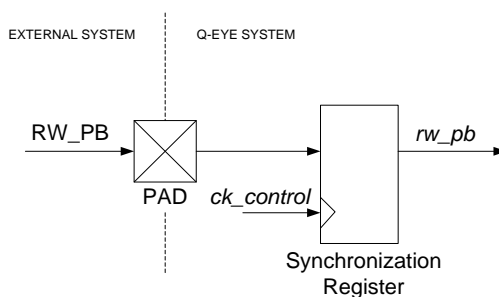 EXTERNAL SYSTEM
Q-EYE SYSTEM
RW_PB
rw_pb
PAD
ck_control
Synchronization
Register